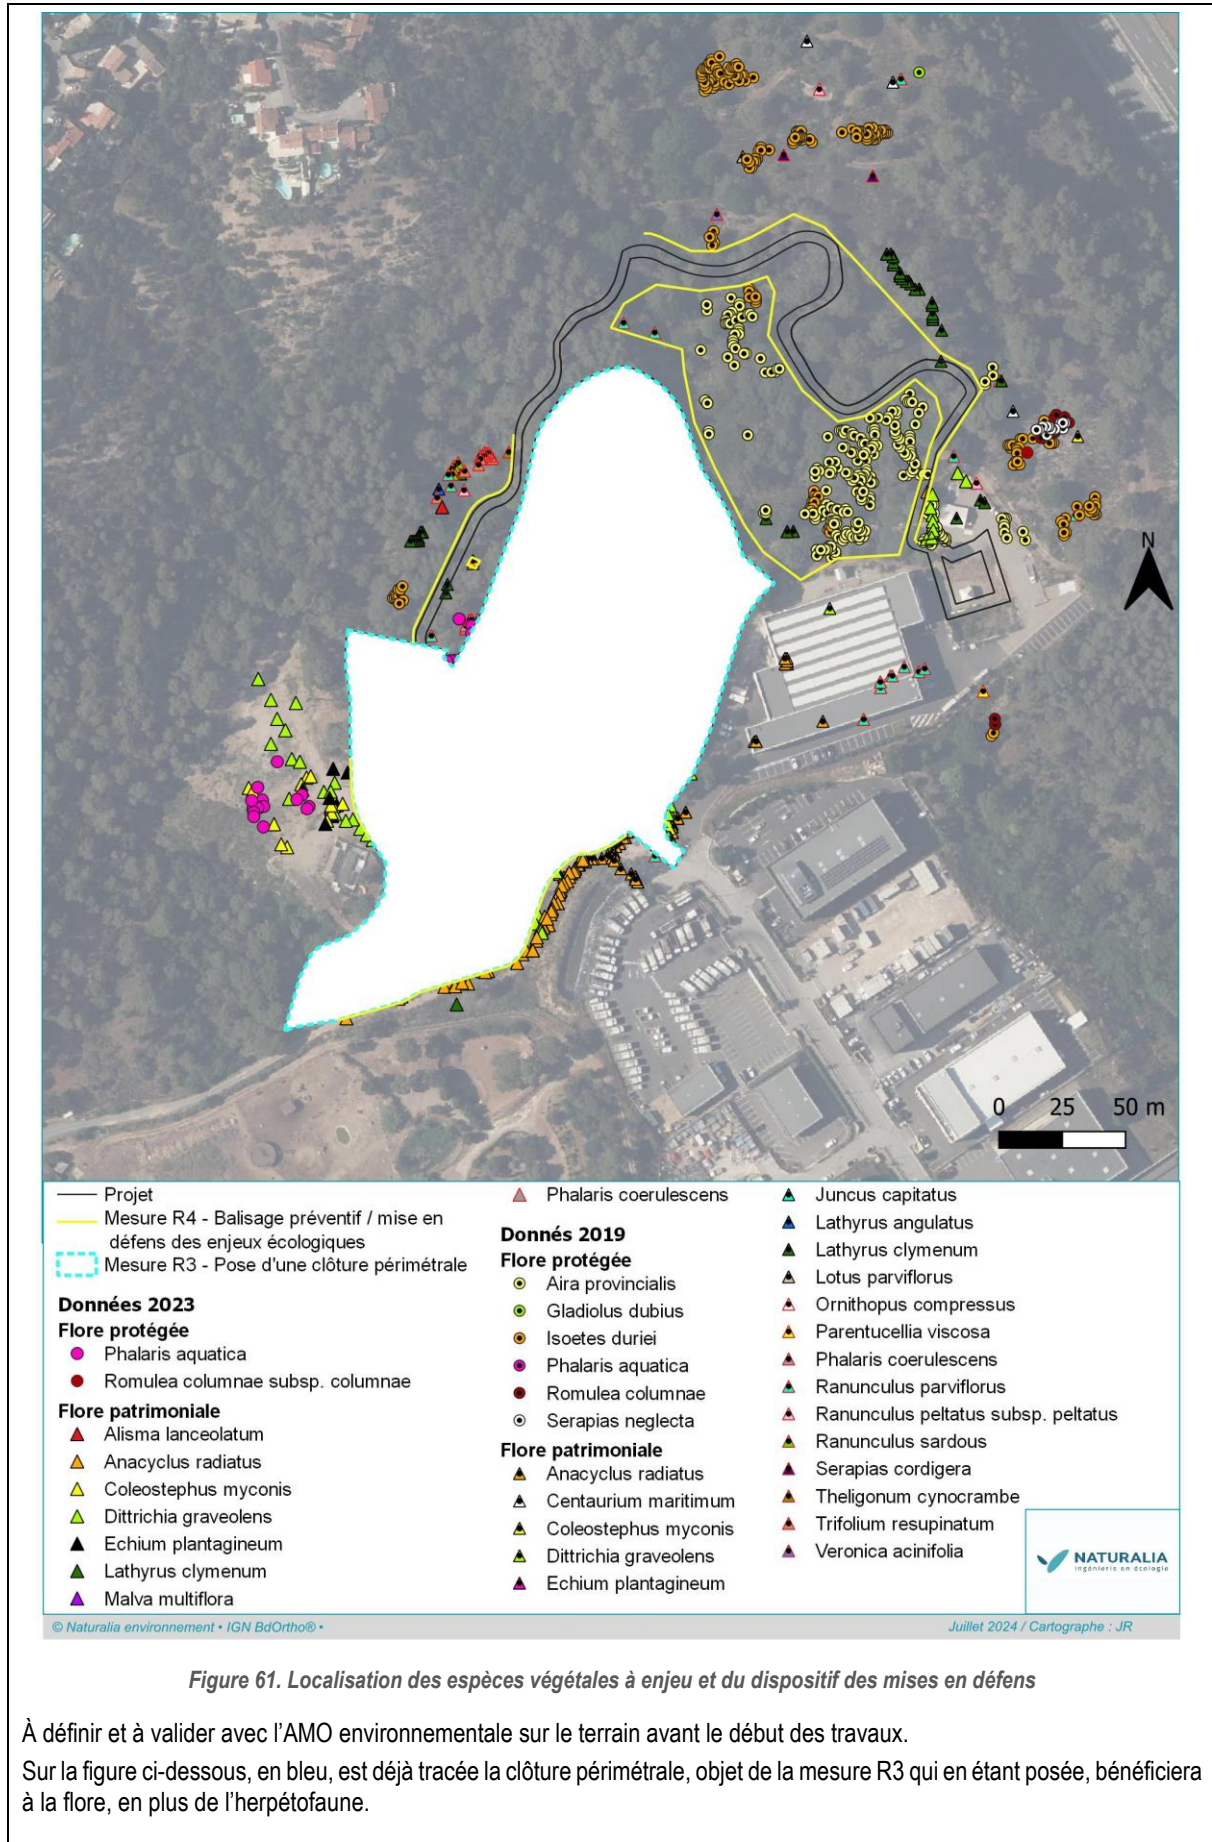 N
0 25 50 m
Projet
Mesure R4 - Balisage préventif / mise en
défens des enjeux écologiques
Mesure R3 - Pose d'une clôture périmétrale
Données 2023
Flore protégée
Phalaris aquatica
Romulea columnae subsp. columnae
Flore patrimoniale
Alisma lanceolatum
Anacyclus radiatus
Coleostephus myconis
Dittrichia graveolens
Echium plantagineum
Lathyrus clymenum
Malva multiflora
Phalaris coerulescens
Donnés 2019
Flore protégée
Aira provincialis
Gladiolus dubius
Isoetes duriei
Phalaris aquatica
Romulea columnae
Serapias neglecta
Flore patrimoniale
Anacyclus radiatus
Centaurium maritimum
Coleostephus myconis
Dittrichia graveolens
Echium plantagineum
Juncus capitatus
Lathyrus angulatus
Lathyrus clymenum
Lotus parviflorus
Ornithopus compressus
Parentucellia viscosa
Phalaris coerulescens
Ranunculus parviflorus
Ranunculus peltatus subsp. peltatus
Ranunculus sardous
Serapias cordigera
Theligonum cynocrambe
Trifolium resupinatum
Veronica acinifolia
NATURALIA
ingénierie en écologie
© Naturalia environnement • IGN BdOrtho® •
Juillet 2024 / Cartographe : JR
Figure 61. Localisation des espèces végétales à enjeu et du dispositif des mises en défens
À définir et à valider avec l'AMO environnementale sur le terrain avant le début des travaux.
Sur la figure ci-dessous, en bleu, est déjà tracée la clôture périmétrale, objet de la mesure R3 qui en étant posée, bénéficiera
à la flore, en plus de l'herpétofaune.